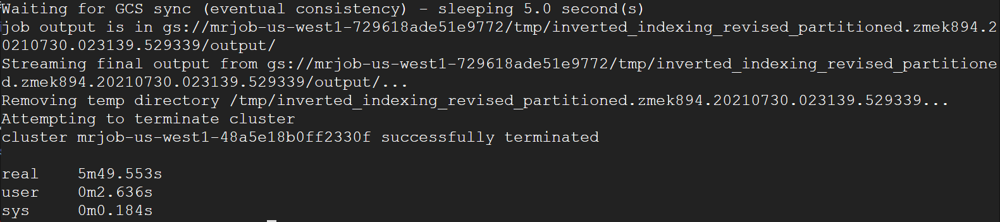 Waiting for GCS sync (eventual consistency) - sleeping 5.0 second(s)
job output is in gs://mrjob-us-west1-729618ade51e9772/tmp/inverted_indexing_revised_partitioned.zmek894.2
0210730.023139.529339/output/
Streaming final output from gs://mrjob-us-west1-729618ade51e9772/tmp/inverted_indexing_revised_partitione
d.zmek894.20210730.023139.529339/output/...
Removing temp directory /tmp/inverted_indexing_revised_partitioned.zmek894.20210730.023139.529339...
Attempting to terminate cluster
cluster mrjob-us-west1-48a5e18b0ff2330f successfully terminated
real 5m49.553s
user 0m2.636s
sys 0m0.184s